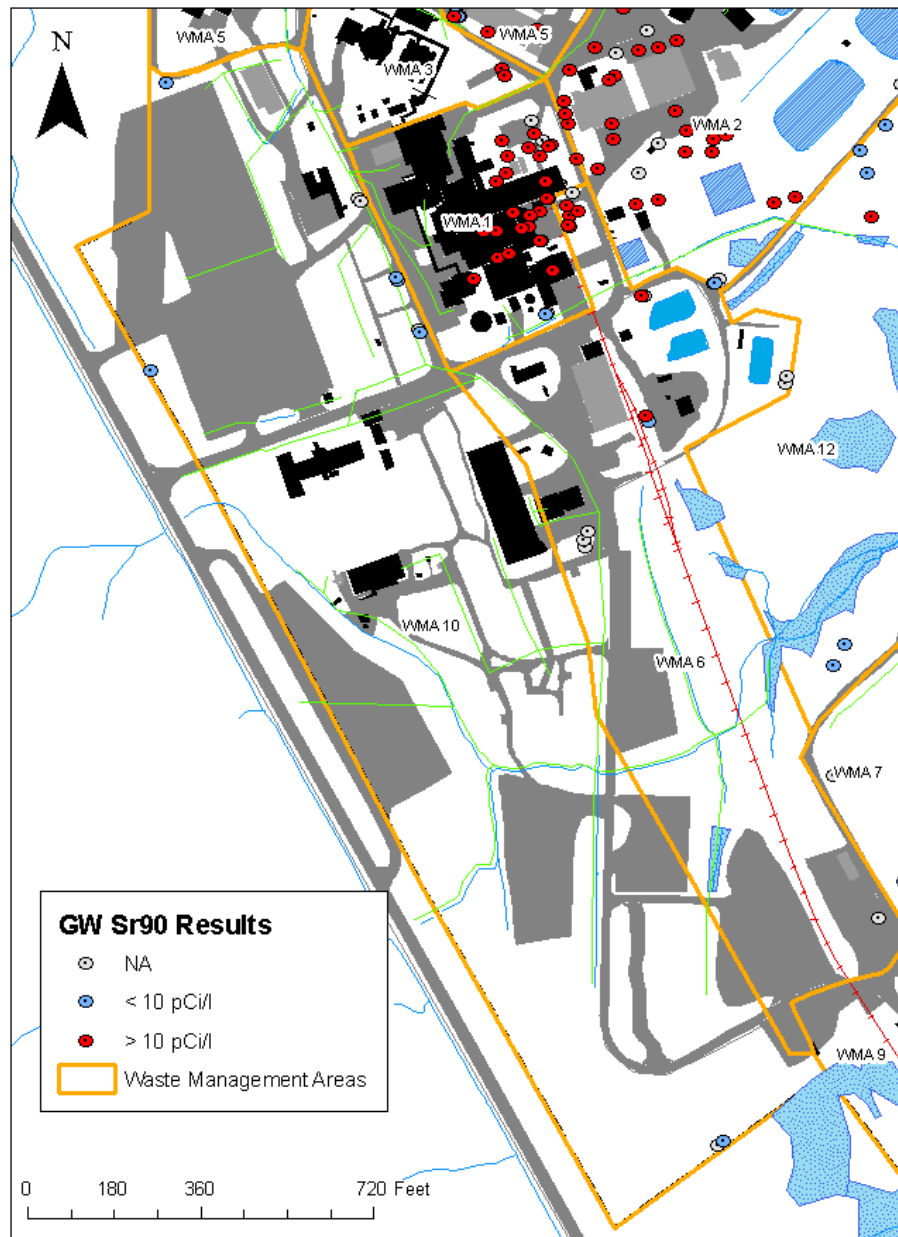 N
WMA 5
WMA 5
WMA 3
WMA 2
WMA 1
WMA 12
WMA 10
WMA 6
WMA 7
WMA 9
GW Sr90 Results
NA
< 10 pCi/l
> 10 pCi/l
Waste Management Areas
0 180 360 720 Feet